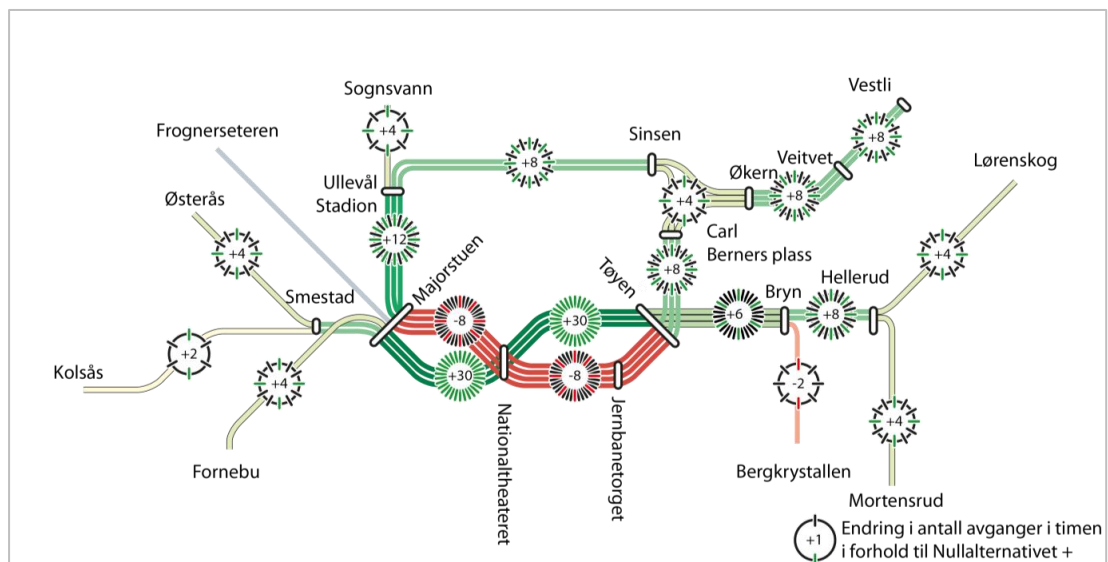 Vestli
Sognsvann
+4
Frognerseteren
Sinsen
+8
Lørenskog
+8
Veitvet
Økern
Ullevål
Stadion
Østerås
+4
+8
+12
Carl
Berners plass
+4
+4
Majorstuen
Tøyen
+8
Hellerud
Bryn
Smestad
-8
+30
+6
+8
+2
Kolsås
+4
+30
-8
-2
Nationaltheateret
Jernbanetorget
+4
Fornebu
Bergkrystallen
Mortensrud
+1
Endring i antall avganger i timen
i forhold til Nullalternativet +